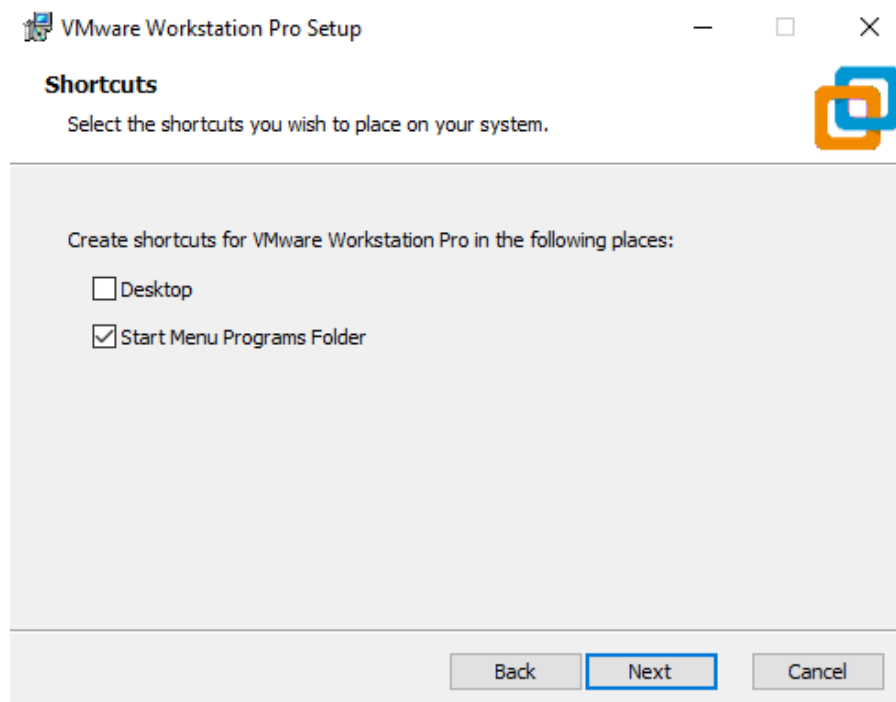 VMware Workstation Pro Setup
Shortcuts
Select the shortcuts you wish to place on your system.
Create shortcuts for VMware Workstation Pro in the following places:
Desktop
Start Menu Programs Folder
Back Next Cancel